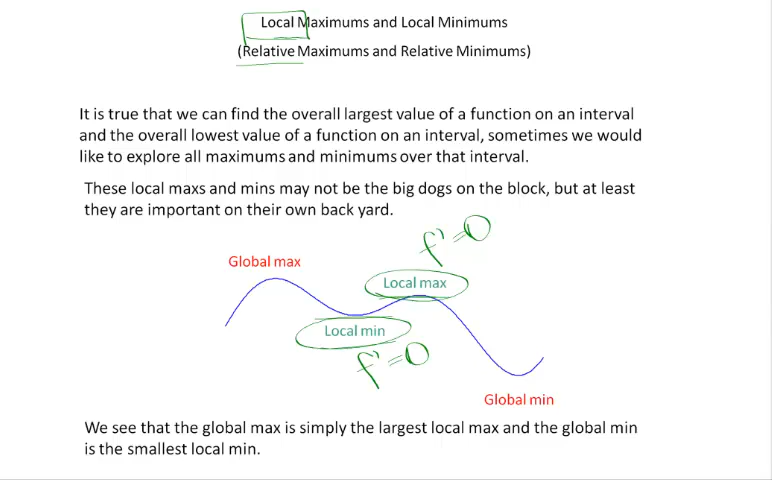 Local Maximums and Local Minimums
(Relative Maximums and Relative Minimums)
It is true that we can find the overall largest value of a function on an interval
and the overall lowest value of a function on an interval, sometimes we would
like to explore all maximums and minimums over that interval.
These local maxs and mins may not be the big dogs on the block, but at least
they are important on their own back yard.
f'=0
Global max
Local max
Local min
f'=0
Global min
We see that the global max is simply the largest local max and the global min
is the smallest local min.